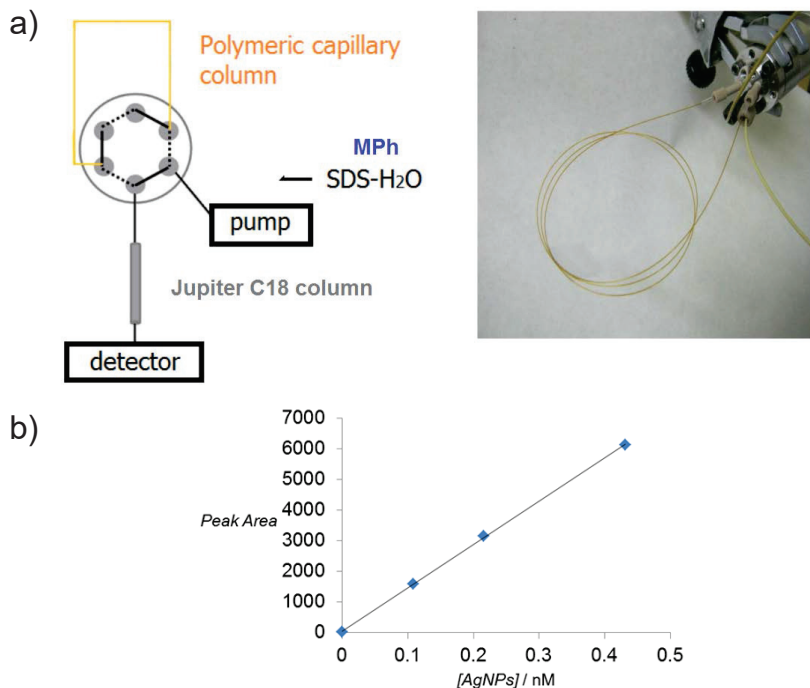 a)
Polymeric capillary
column
MPh
SDS-H2O
pump
Jupiter C18 column
detector
b)
7000
6000
5000
4000
3000
2000
1000
0
Peak Area
0 0.1 0.2 0.3 0.4 0.5
[AgNPs] / nM